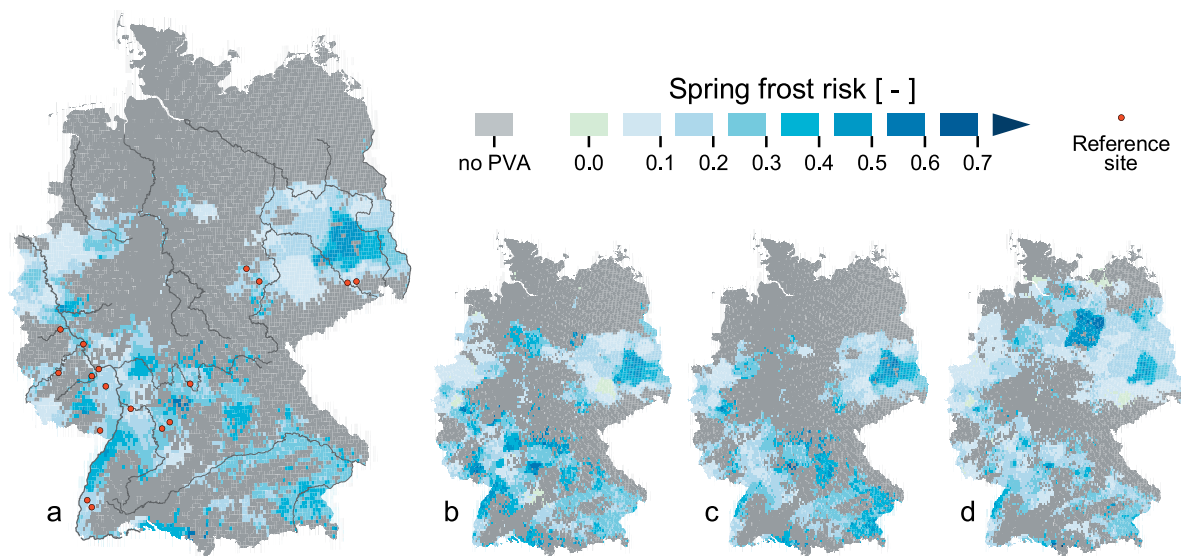 Spring frost risk [ - ]
no PVA
0.0
0.1
0.2
0.3
0.4
0.5
0.6
0.7
Reference
site
a
b
c
d